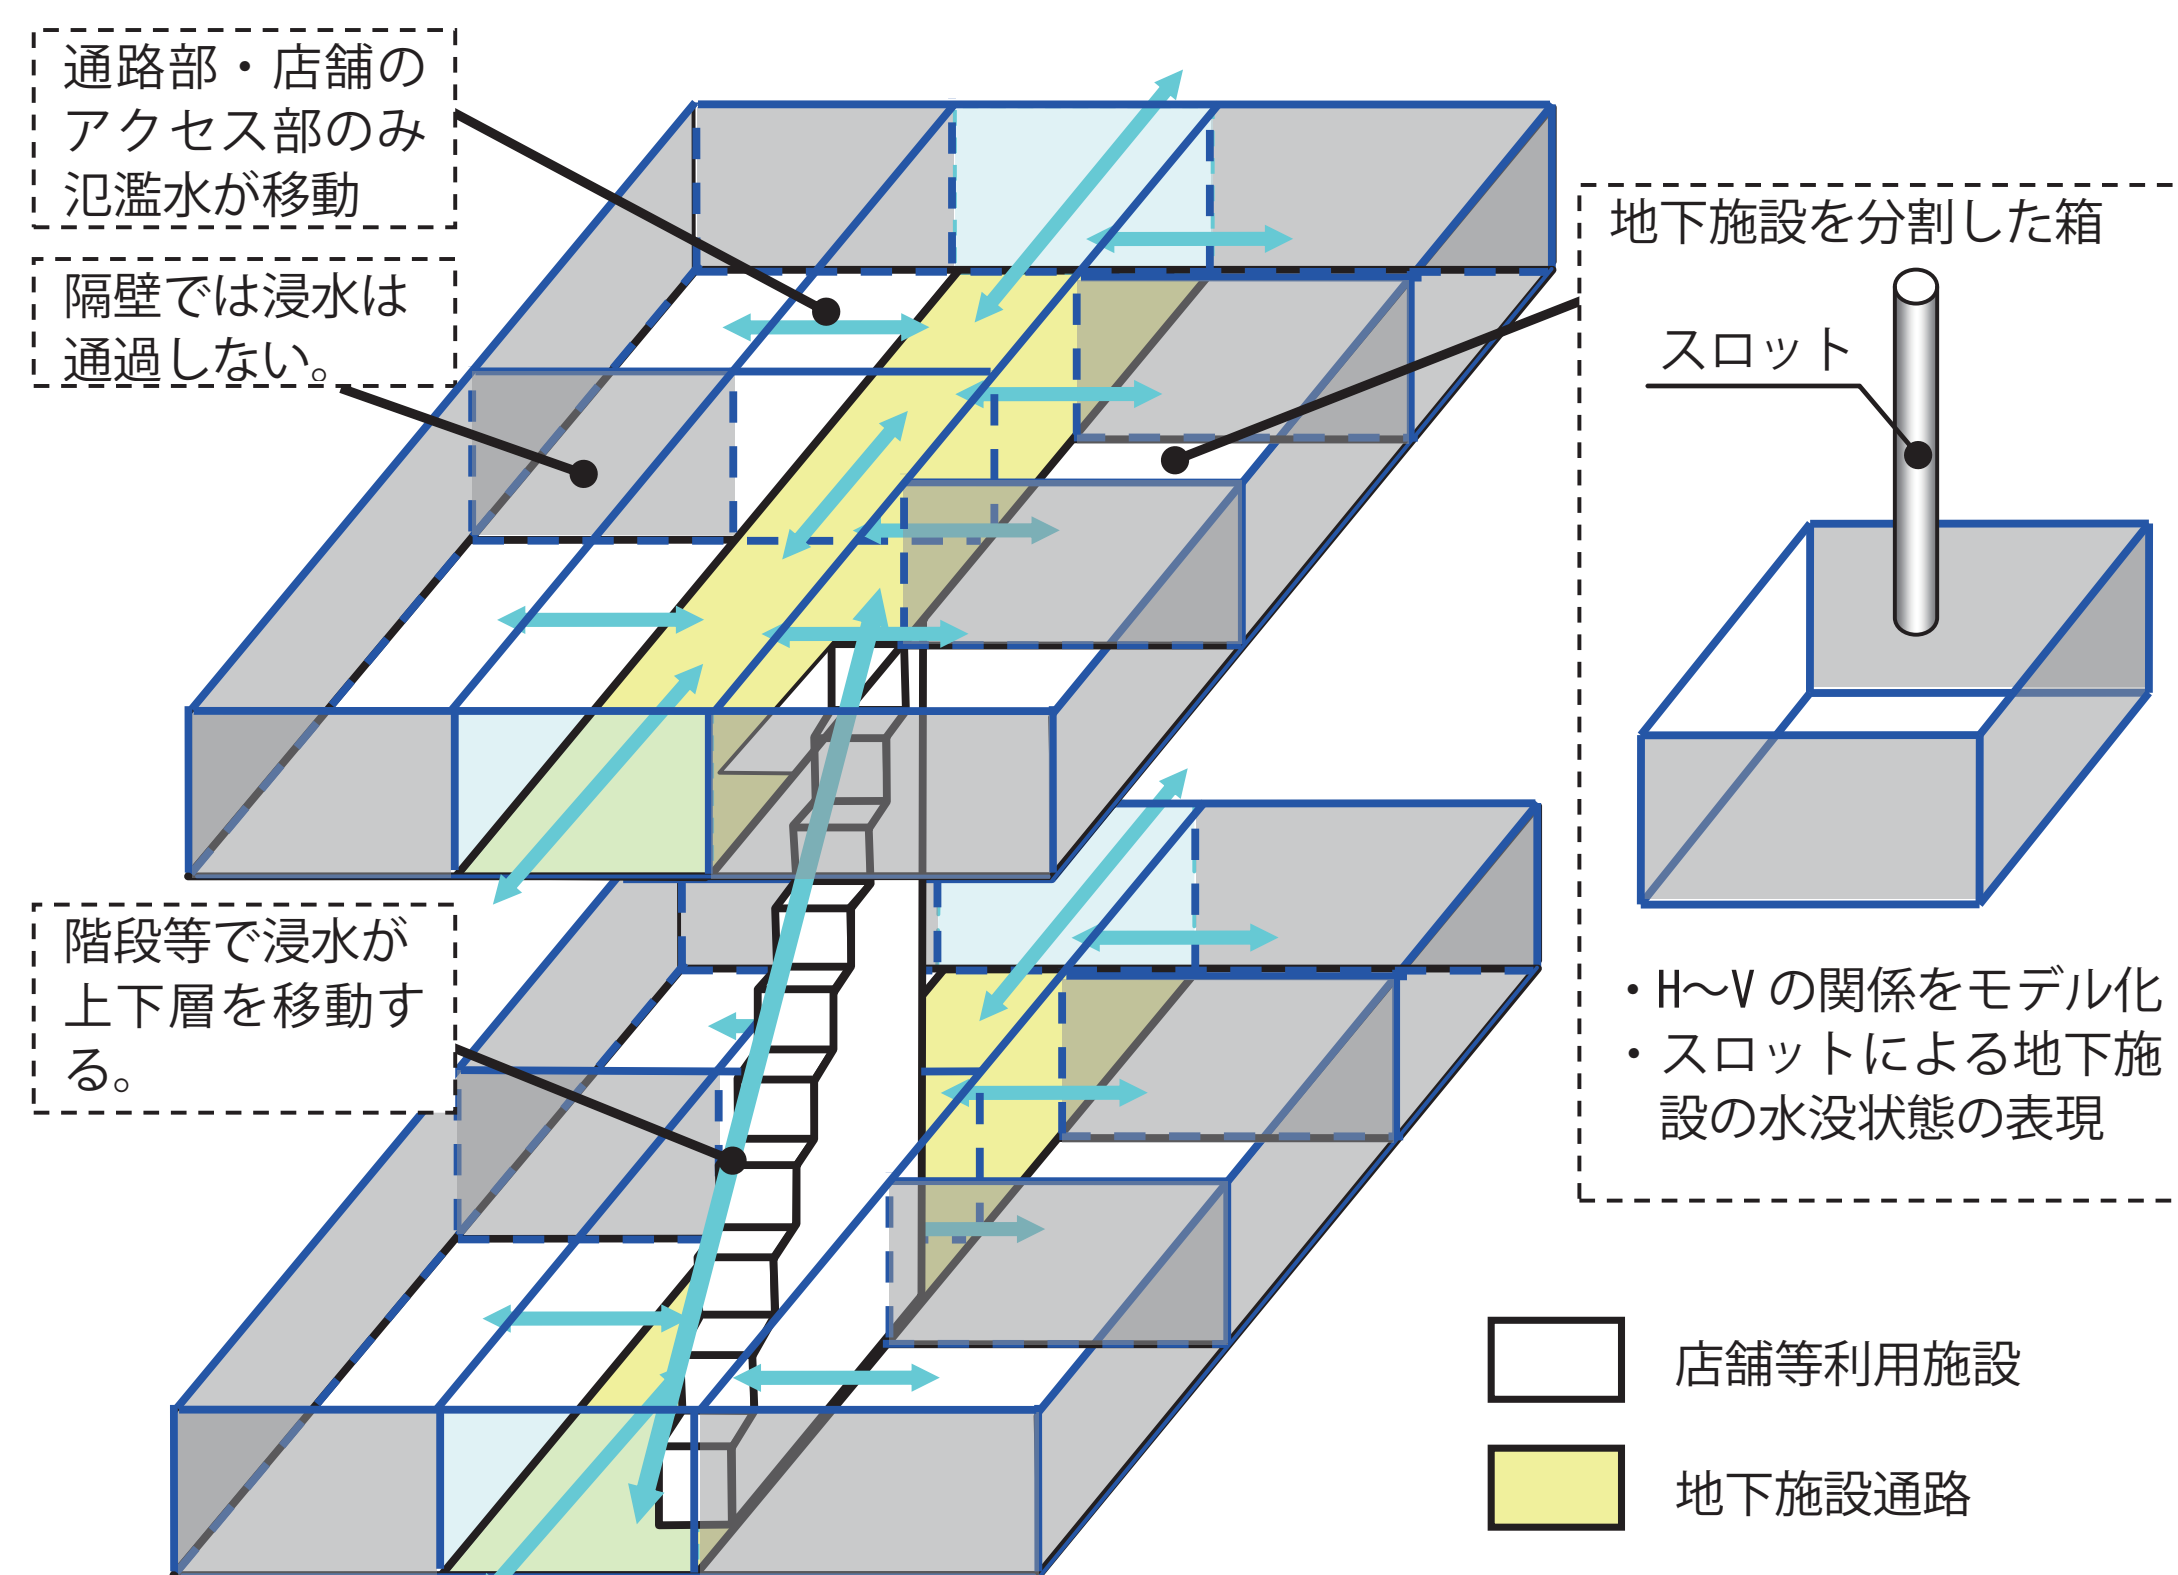 通路部・店舗の
アクセス部のみ
氾濫水が移動
隔壁では浸水は
通過しない。
階段等で浸水が
上下層を移動す
る。
地下施設を分割した箱
スロット
・H～V の関係をモデル化
・スロットによる地下施
設の水没状態の表現
店舗等利用施設
地下施設通路